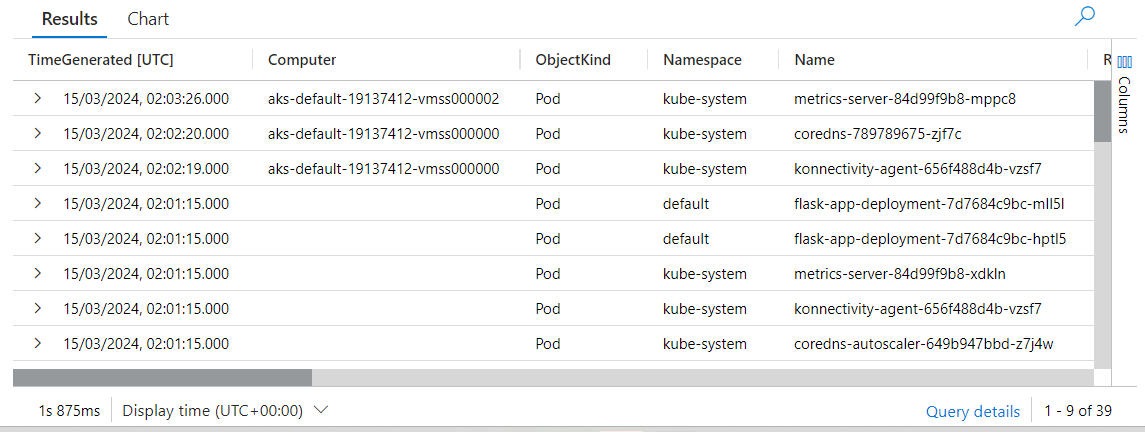 Results Chart
TimeGenerated [UTC] Computer ObjectKind Namespace Name R
15/03/2024, 02:03:26.000 aks-default-19137412-vmss000002 Pod kube-system metrics-server-84d99f9b8-mppc8
15/03/2024, 02:02:20.000 aks-default-19137412-vmss000000 Pod kube-system coredns-789789675-zjf7c
15/03/2024, 02:02:19.000 aks-default-19137412-vmss000000 Pod kube-system konnectivity-agent-656f488d4b-vzsf7
15/03/2024, 02:01:15.000 Pod default flask-app-deployment-7d7684c9bc-mll5l
15/03/2024, 02:01:15.000 Pod default flask-app-deployment-7d7684c9bc-hptl5
15/03/2024, 02:01:15.000 Pod kube-system metrics-server-84d99f9b8-xdkln
15/03/2024, 02:01:15.000 Pod kube-system konnectivity-agent-656f488d4b-vzsf7
15/03/2024, 02:01:15.000 Pod kube-system coredns-autoscaler-649b947bbd-z7j4w
Columns
1s 875ms Display time (UTC+00:00) Query details 1 - 9 of 39